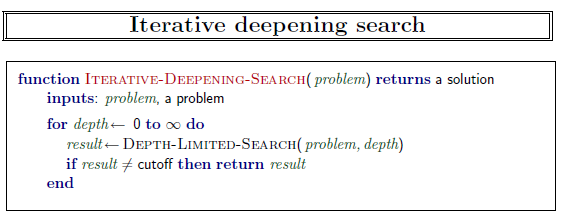 Iterative deepening search
function ITERATIVE-DEEPENING-SEARCH( problem) returns a solution
inputs: problem, a problem
for depth ← 0 to ∞ do
result ← DEPTH-LIMITED-SEARCH( problem, depth)
if result ≠ cutoff then return result
end